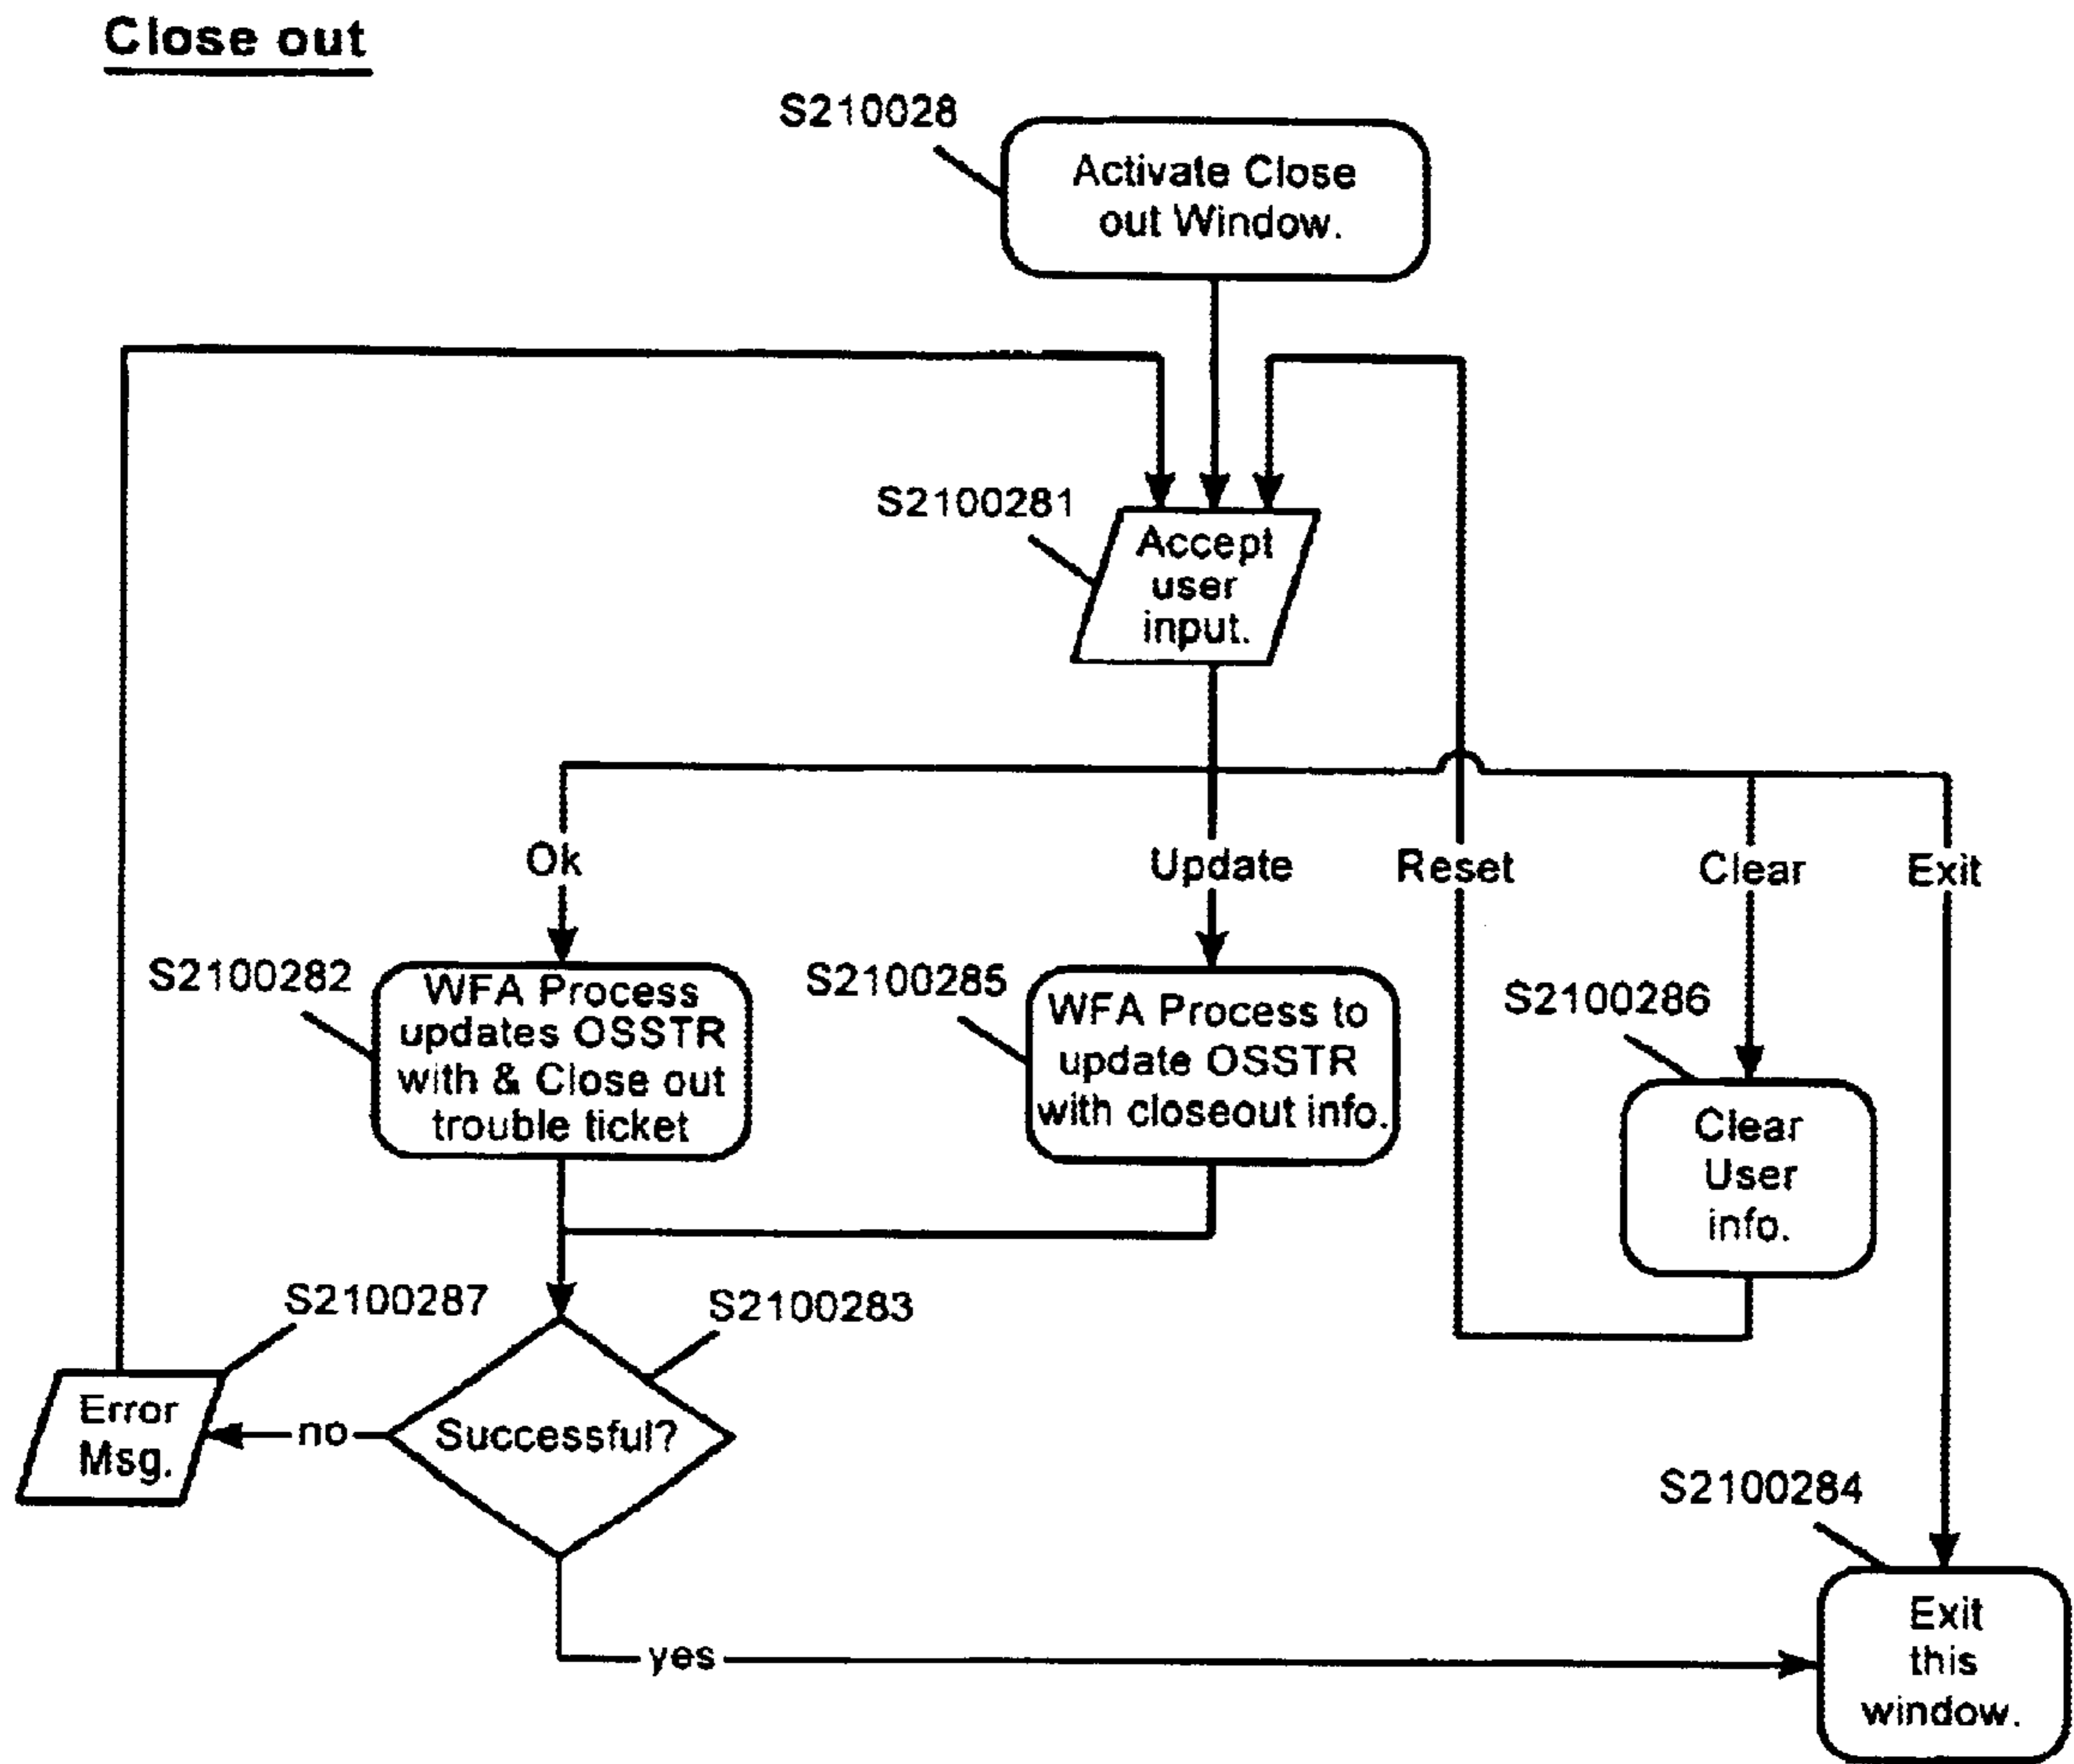 Close out
S210028
Activate Close
out Window.
S2100281
Accept
user
input.
Ok
Update
Reset
Clear
Exit
S2100282
WFA Process
updates OSSTR
with & Close out
trouble ticket
S2100285
WFA Process to
update OSSTR
with closeout info.
S2100286
Clear
User
info.
S2100287
Error
Msg.
no
S2100283
Successful?
yes
S2100284
Exit
this
window.